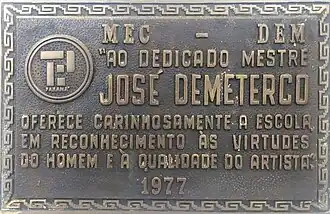 MEC - DEM
"AO DEDICADO MESTRE
JOSÉ DEMETERCO
OFERECE CARINHOSAMENTE A ESCOLA
EM RECONHECIMENTO ÀS VIRTUDES
DO HOMEM E A QUALIDADE DO ARTISTA"
1977
PARANÁ